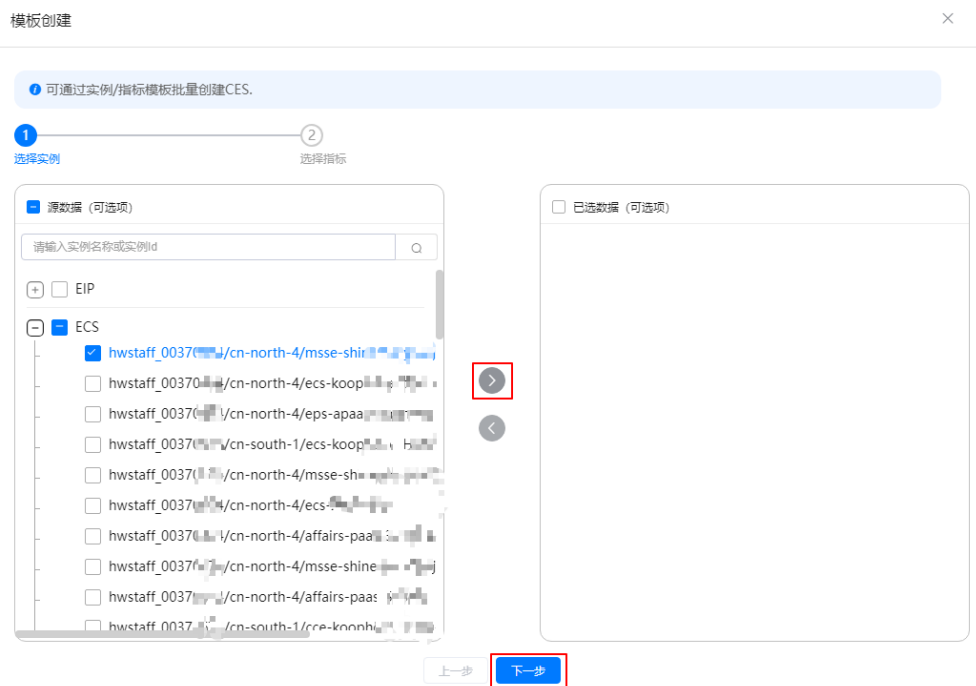 模板创建
可通过实例/指标模板批量创建CES.
1
2
选择实例
选择指标
源数据 (可选项)
请输入实例名称或实例Id
EIP
ECS
hwstaff_0037 /cn-north-4/msse-shin
hwstaff_0037 /cn-north-4/ecs-koop
hwstaff_0037 /cn-north-4/eps-apaa
hwstaff_0037 /cn-south-1/ecs-koop
hwstaff_0037 /cn-north-4/msse-sh
hwstaff_0037 /cn-north-4/ecs-
hwstaff_0037 /cn-north-4/affairs-paa
hwstaff_0037 /cn-north-4/msse-shine
hwstaff_0037 /cn-north-4/affairs-paas
hwstaff_0037 /cn-south-1/cce-kooph
已选数据 (可选项)
上一步
下一步